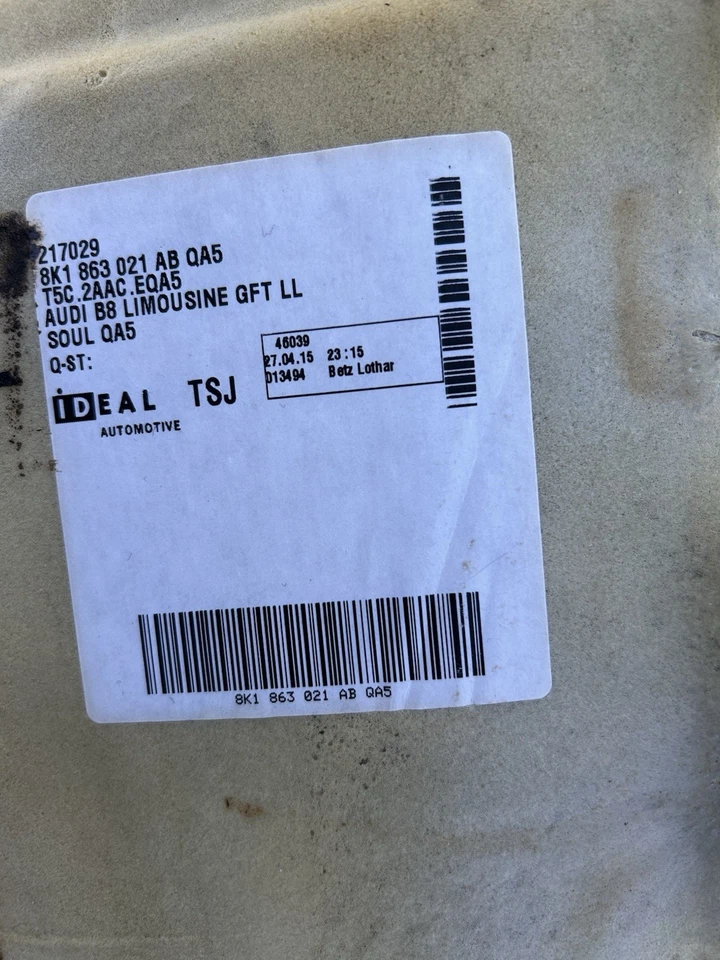 217029
8K1 863 021 AB QA5
T5C.2AAC.EQA5
AUDI B8 LIMOUSINE GFT LL
SOUL QA5
Q-ST:
46039
27.04.15 23:15
D13494 Betz Lothar
IDEAL TSJ
AUTOMOTIVE
8K1 863 021 AB QA5